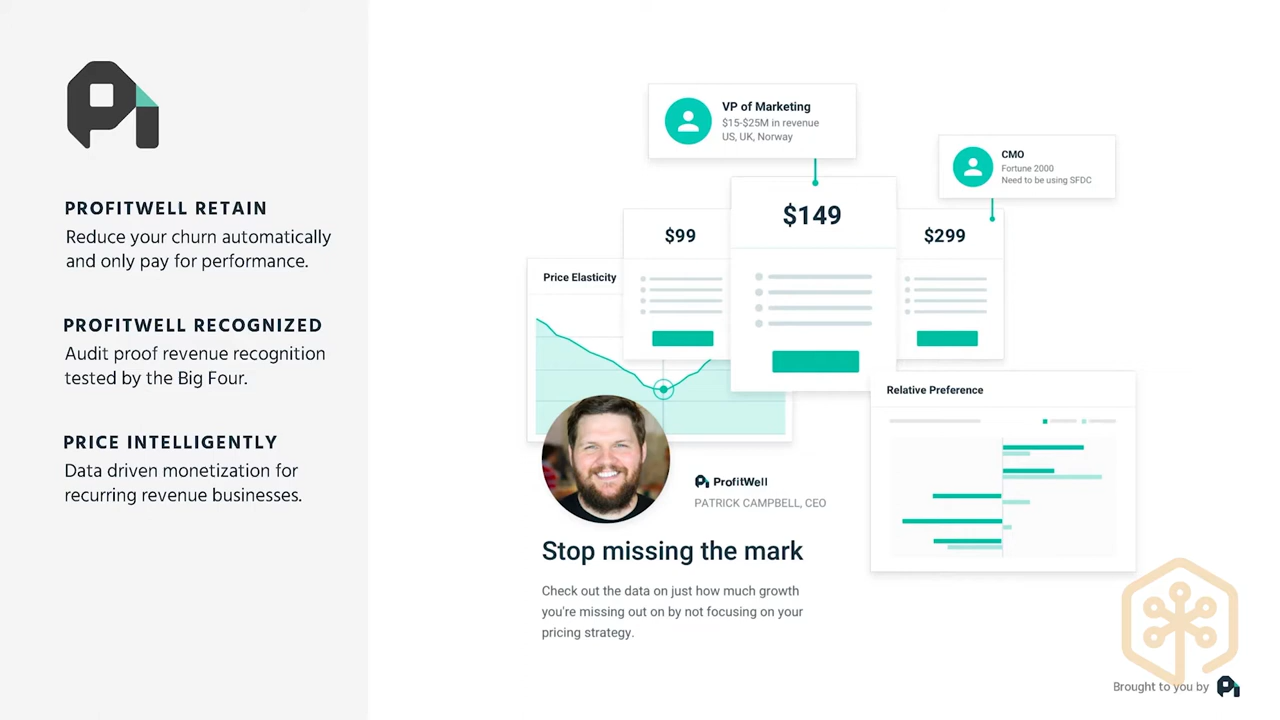 PROFITWELL RETAIN
Reduce your churn automatically
and only pay for performance.
PROFITWELL RECOGNIZED
Audit proof revenue recognition
tested by the Big Four.
PRICE INTELLIGENTLY
Data driven monetization for
recurring revenue businesses.
VP of Marketing
$15-$25M in revenue
US, UK, Norway
CMO
Fortune 2000
Need to be using SFDC
$99
$149
$299
Price Elasticity
Relative Preference
ProfitWell
PATRICK CAMPBELL, CEO
Stop missing the mark
Check out the data on just how much growth
you're missing out on by not focusing on your
pricing strategy.
Brought to you by